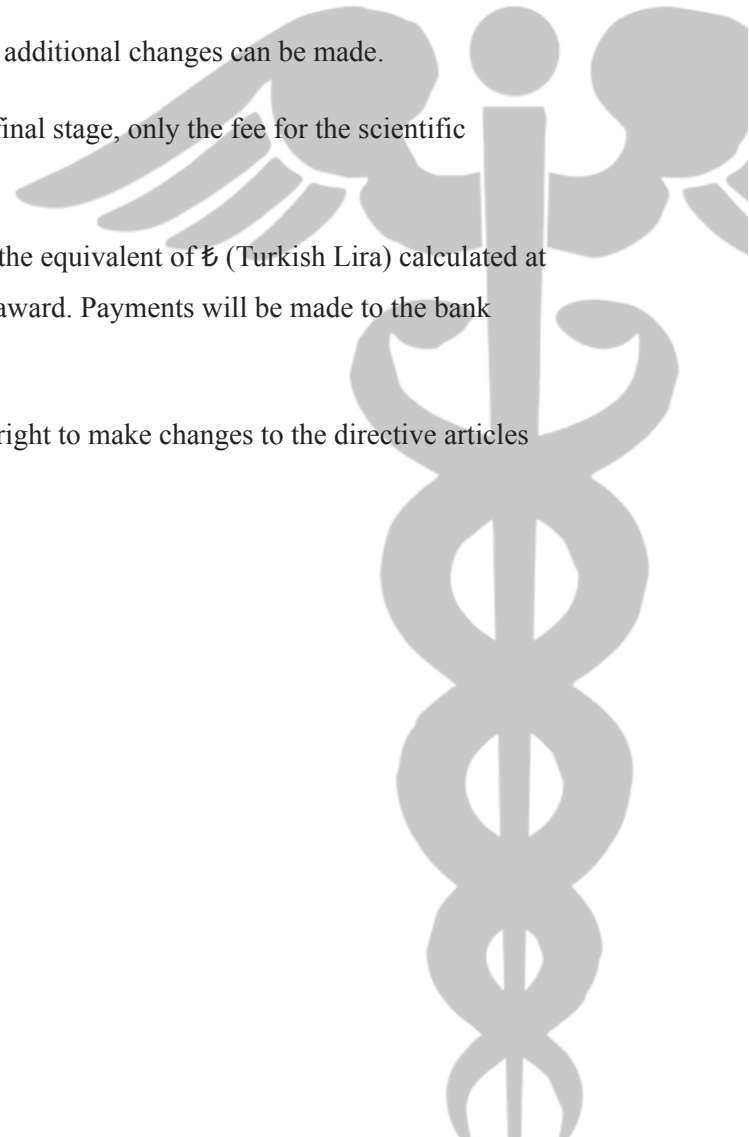 additional changes can be made.
final stage, only the fee for the scientific
the equivalent of ₺ (Turkish Lira) calculated at
award. Payments will be made to the bank
right to make changes to the directive articles